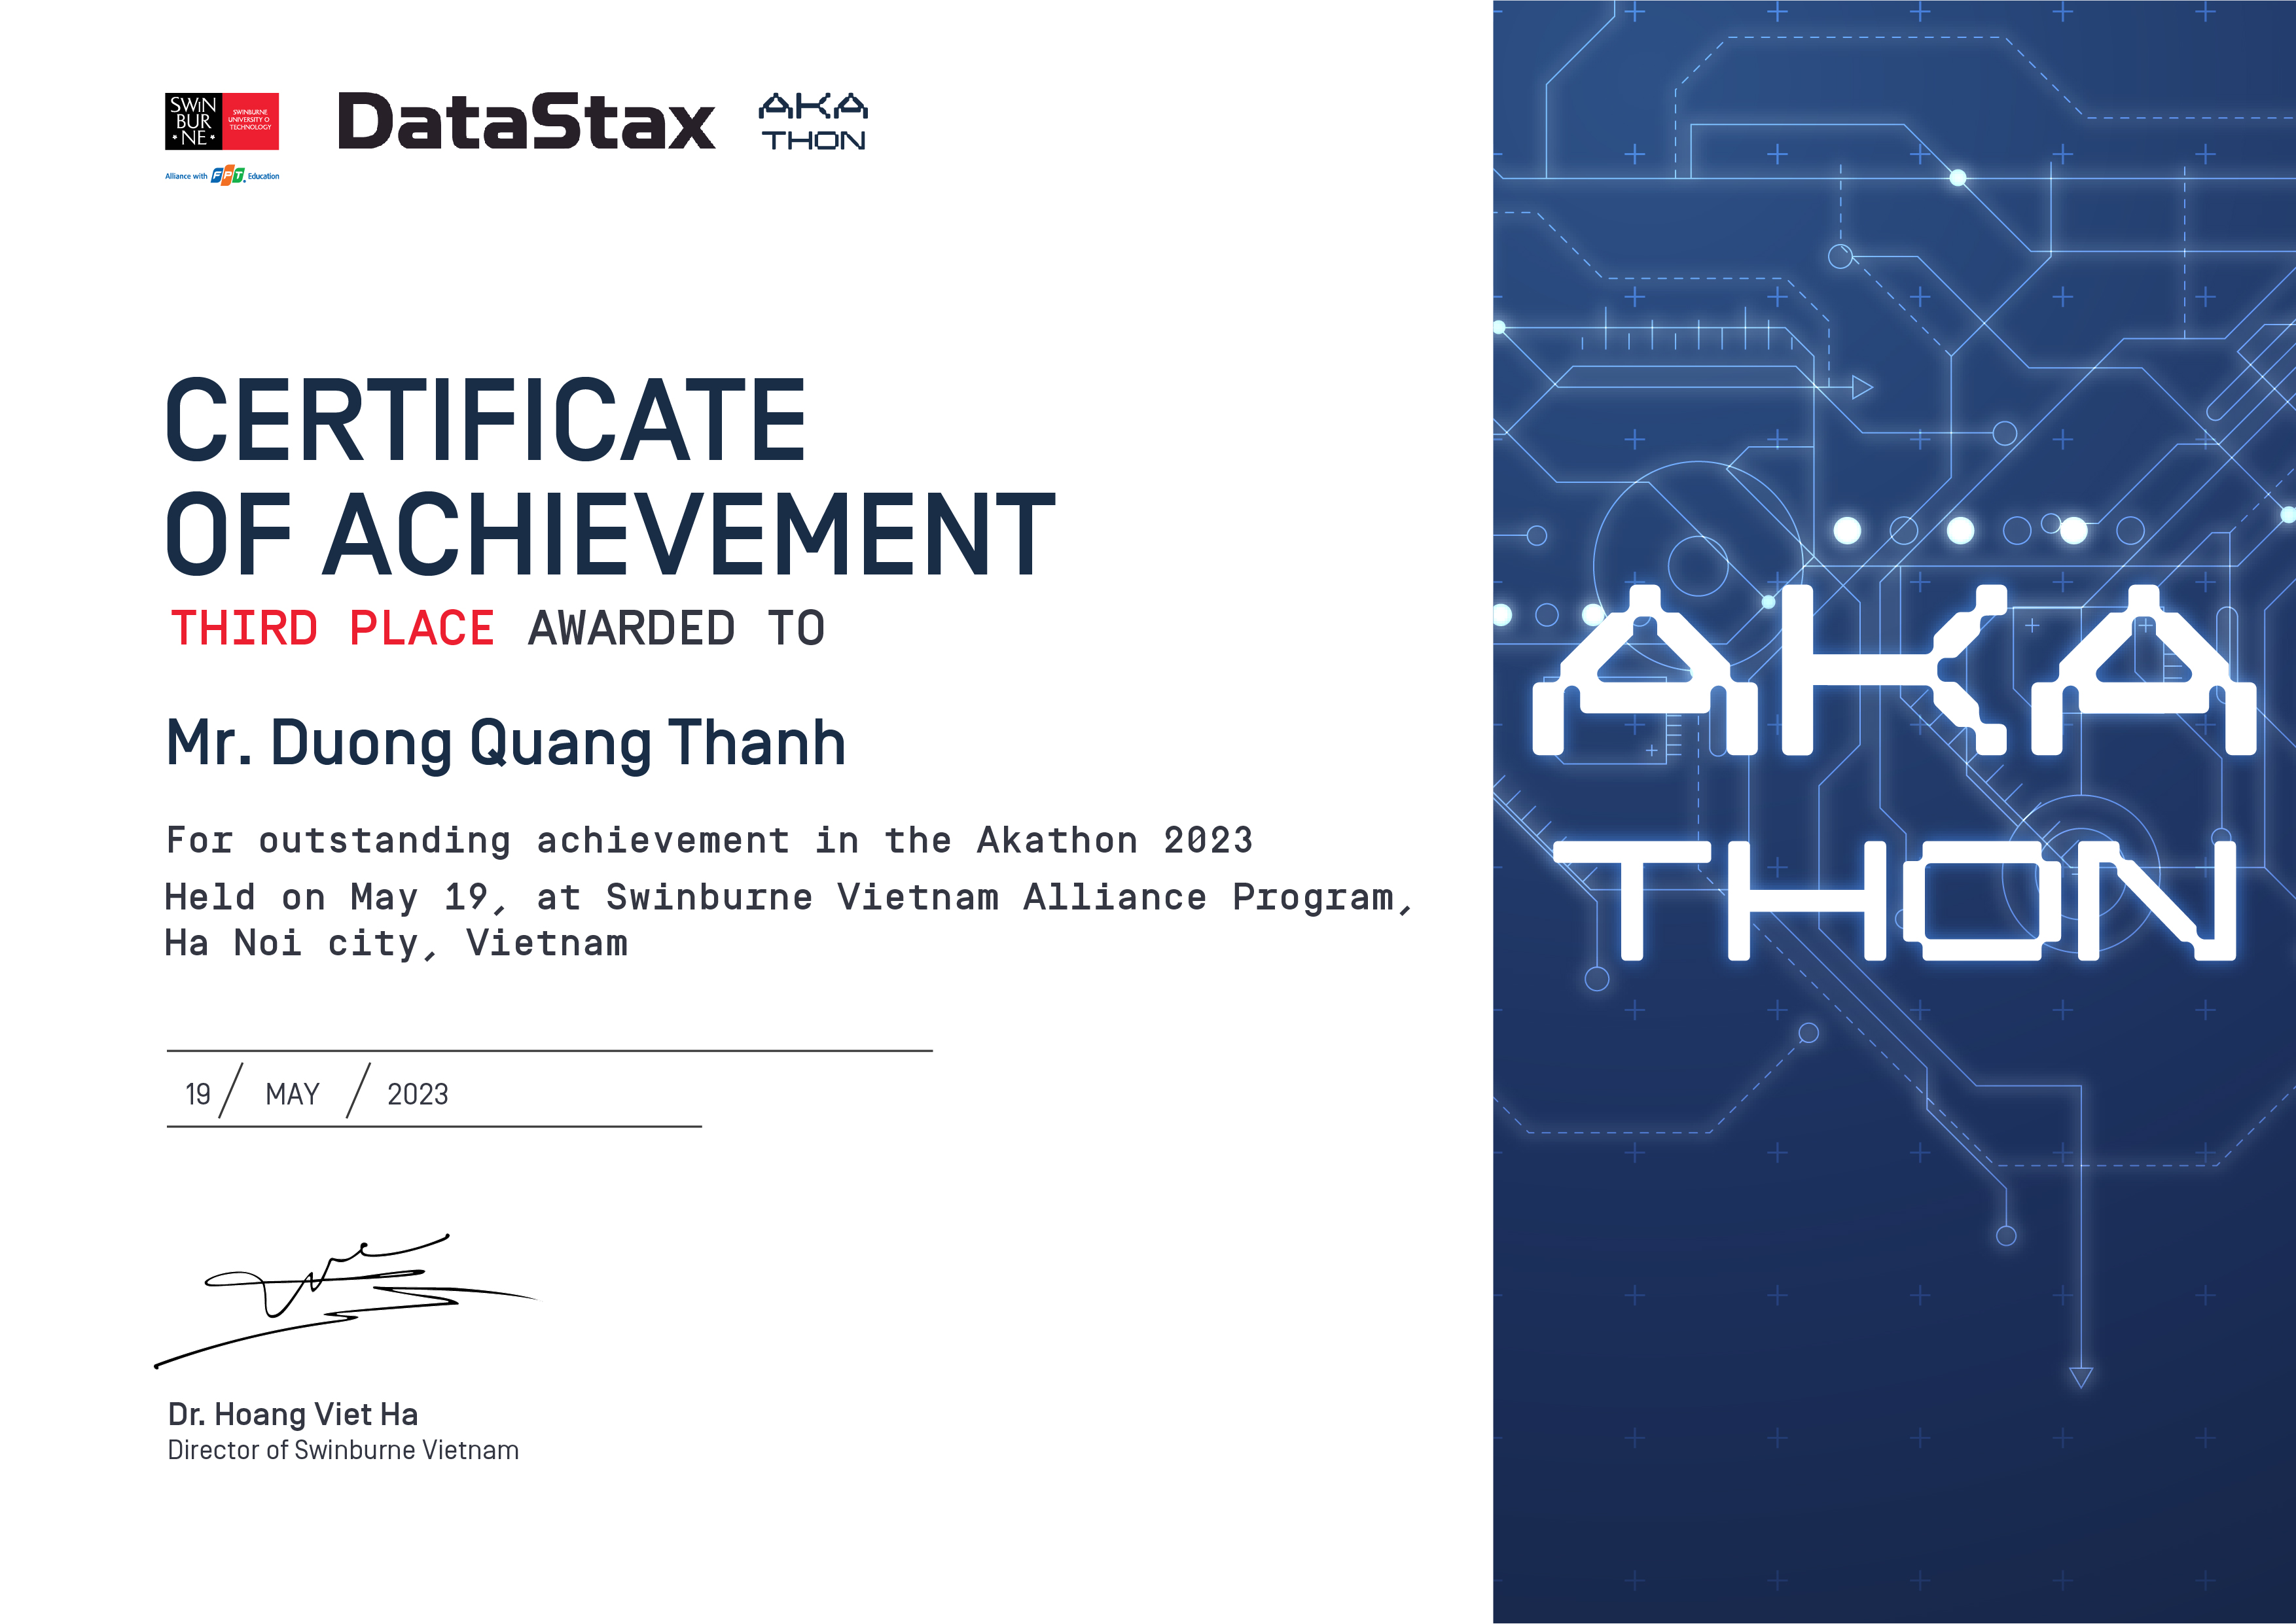 SWIN
BUR
NE
SWINBURNE
UNIVERSITY O
TECHNOLOGY
Alliance with FPT. Education
DataStax
AKA
THON
CERTIFICATE
OF ACHIEVEMENT
THIRD PLACE AWARDED TO
Mr. Duong Quang Thanh
For outstanding achievement in the Akathon 2023
Held on May 19, at Swinburne Vietnam Alliance Program,
Ha Noi city, Vietnam
19/ MAY / 2023
Dr. Hoang Viet Ha
Director of Swinburne Vietnam
AKA
THON